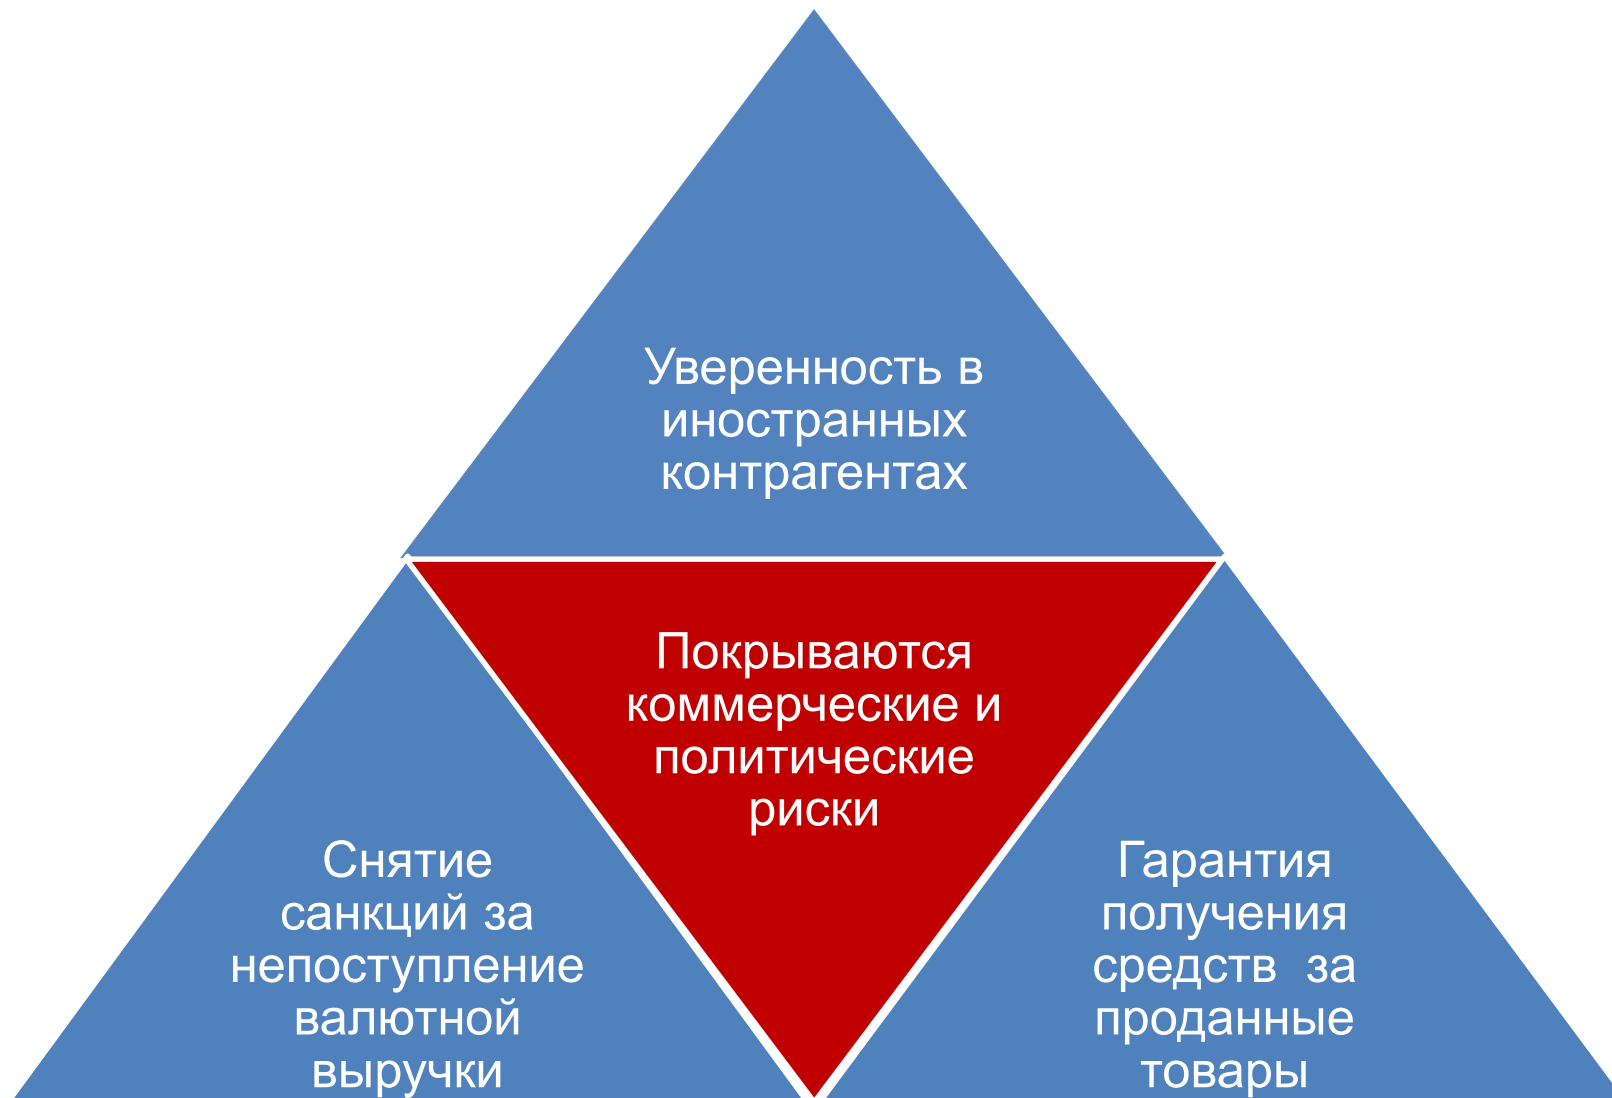 Уверенность в
иностранных
контрагентах
Покрываются
коммерческие и
политические
риски
Снятие
санкций за
непоступление
валютной
выручки
Гарантия
получения
средств  за
проданные
товары